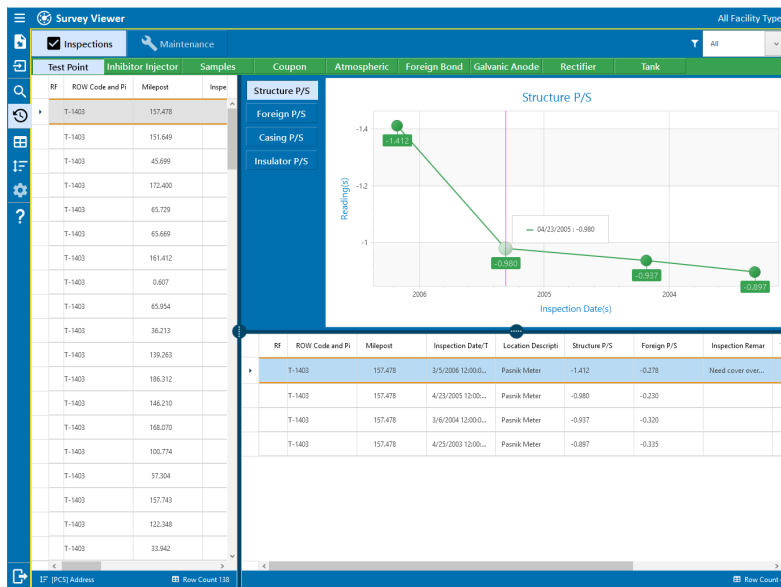 Survey Viewer
All Facility Type
Inspections
Maintenance
All
Test Point Inhibitor Injector Samples Coupon Atmospheric Foreign Bond Galvanic Anode Rectifier Tank
RF ROW Code and Pi Milepost Inspe
T-1403 157.478
T-1403 151.649
T-1403 45.699
T-1403 172.400
T-1403 65.729
T-1403 65.669
T-1403 161.412
T-1403 0.607
T-1403 65.954
T-1403 36.213
T-1403 139.263
T-1403 186.312
T-1403 146.210
T-1403 168.070
T-1403 100.774
T-1403 57.304
T-1403 157.743
T-1403 122.348
T-1403 33.942
[PCS] Address
Row Count 138
Structure P/S
Foreign P/S
Casing P/S
Insulator P/S
Structure P/S
Reading(s)
-1.4
-1.2
-1
-1.412
04/23/2005 : -0.980
-0.980
-0.937
-0.897
2006 2005 2004
Inspection Date(s)
RF ROW Code and Pi Milepost Inspection Date/T Location Descripti Structure P/S Foreign P/S Inspection Remar
T-1403 157.478 3/5/2006 12:00:0... Pasnik Meter -1.412 -0.278 Need cover over...
T-1403 157.478 4/23/2005 12:00:... Pasnik Meter -0.980 -0.230
T-1403 157.478 3/6/2004 12:00:0... Pasnik Meter -0.937 -0.320
T-1403 157.478 4/25/2003 12:00:... Pasnik Meter -0.897 -0.335
Row Count